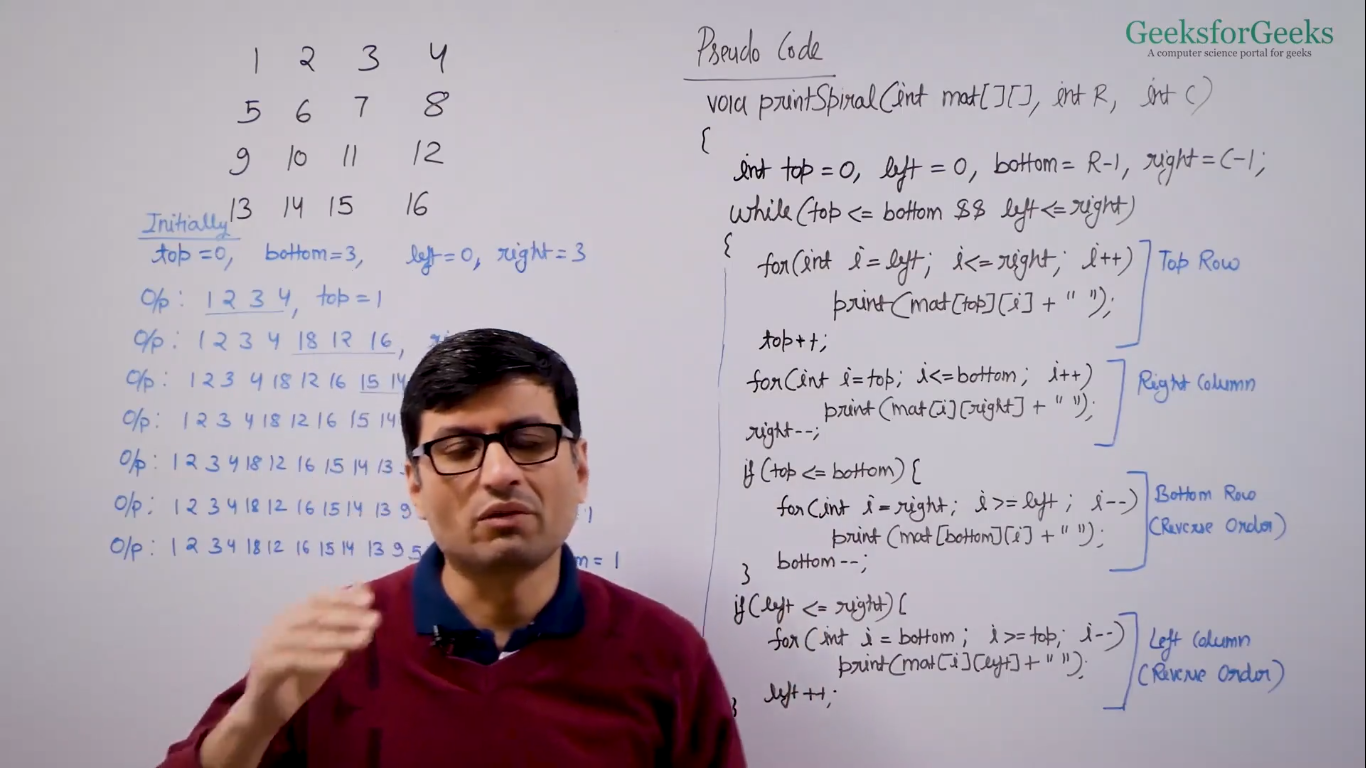 GeeksforGeeks
A computer science portal for geeks
1 2 3 4
5 6 7 8
9 10 11 12
13 14 15 16
Initially
top =0, bottom=3, left=0, right=3
O/p: 1 2 3 4, top=1
O/p: 1 2 3 4 18 12 16,
O/p: 1 2 3 4 18 12 16 15 14
O/p: 1 2 3 4 18 12 16 15 14
O/p: 1 2 3 4 18 12 16 15 14 13
O/p: 1 2 3 4 18 12 16 15 14 13 9
O/p: 1 2 3 4 18 12 16 15 14 13 9 5 = 1
Pseudo Code
void printSpiral(int mat[][], int R, int C)
{
int top=0, left=0, bottom= R-1, right=C-1;
while(top <= bottom && left<=right)
{
for(int i=left; i<=right; i++)
print(mat[top][i] + " ");
top++;
Top Row
for(int i=top; i<=bottom; i++)
print(mat[i][right] + " ");
right--;
Right Column
if(top <= bottom){
for(int i=right; i>=left; i--)
print(mat[bottom][i] + " ");
bottom--;
}
Bottom Row
(Reverse Order)
if(left <= right){
for(int i=bottom; i>=top; i--)
print(mat[i][left] + " ");
left++;
}
Left Column
(Reverse Order)